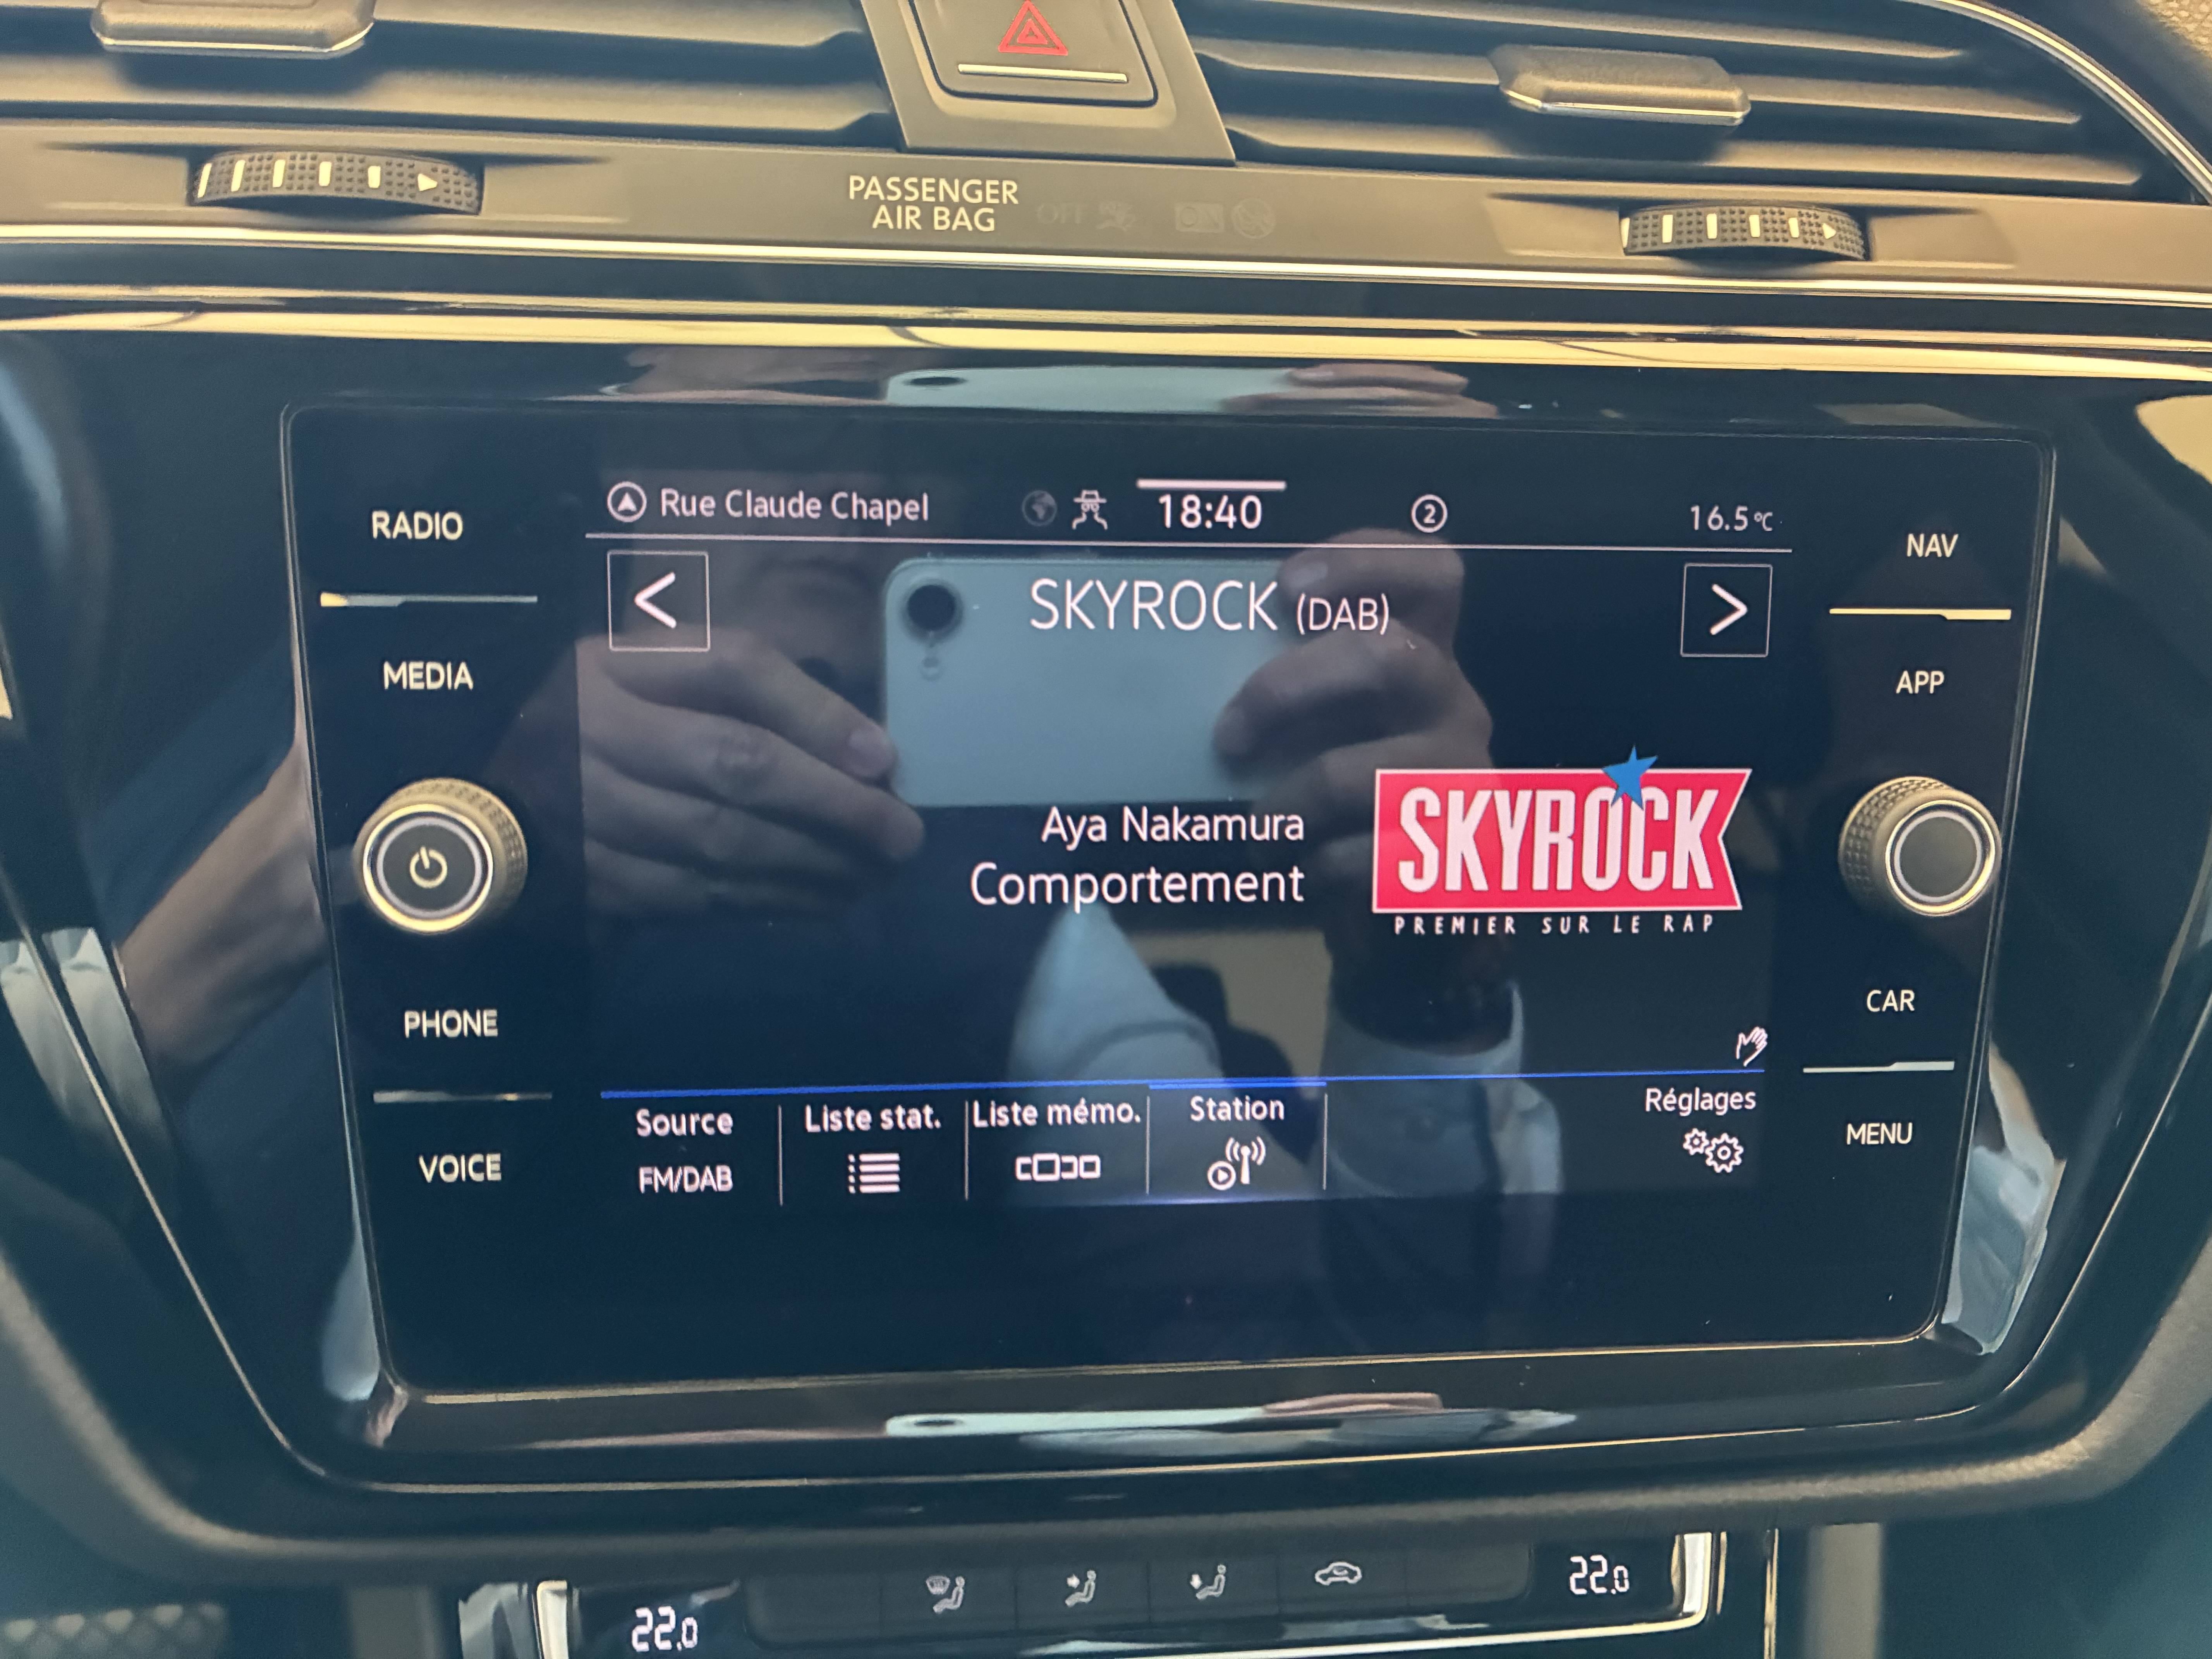 PASSENGER
AIR BAG
OFF ON
RADIO
MEDIA
PHONE
VOICE
Rue Claude Chapel
18:40
2
16.5°C
<
SKYROCK (DAB)
>
Aya Nakamura
Comportement
SKYROCK
PREMIER SUR LE RAP
Source
FM/DAB
Liste stat.
Liste mémo.
Station
Réglages
NAV
APP
CAR
MENU
22.0
22.0